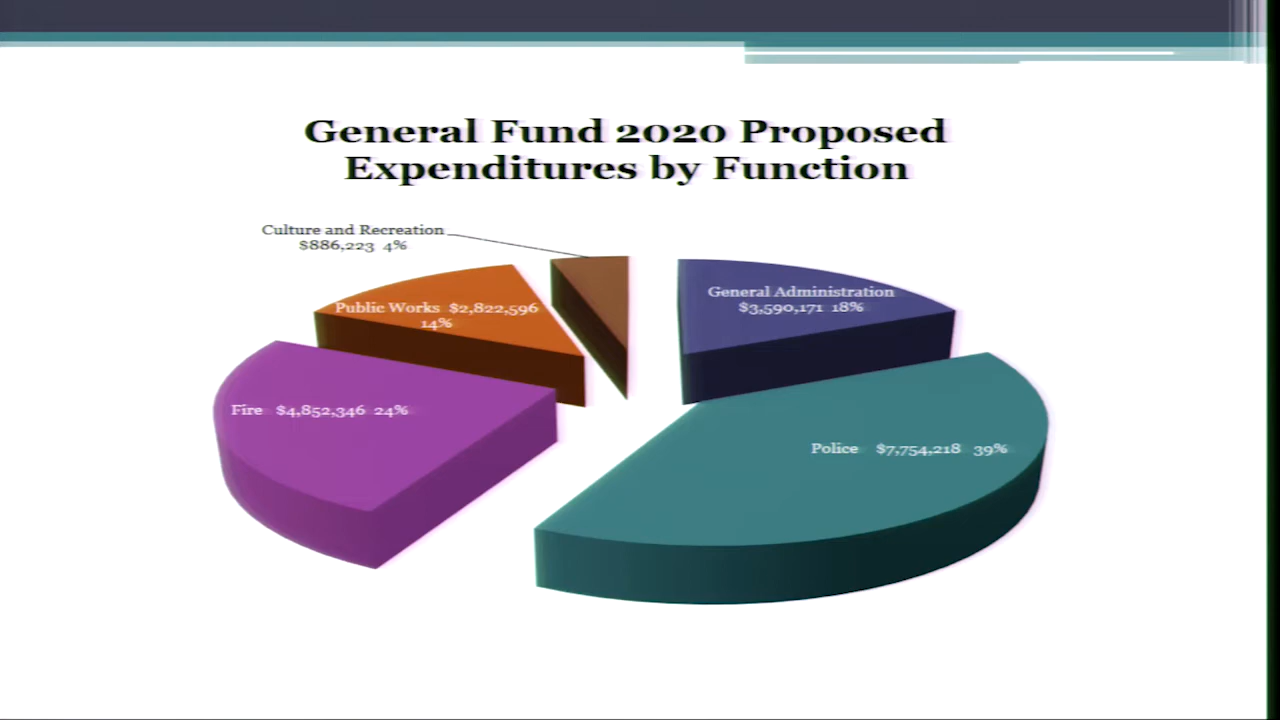 General Fund 2020 Proposed
Expenditures by Function
Culture and Recreation
$886,223 4%
General Administration
$3,590,171 18%
Public Works $2,822,596
14%
Fire $4,852,346 24%
Police $7,754,218 39%